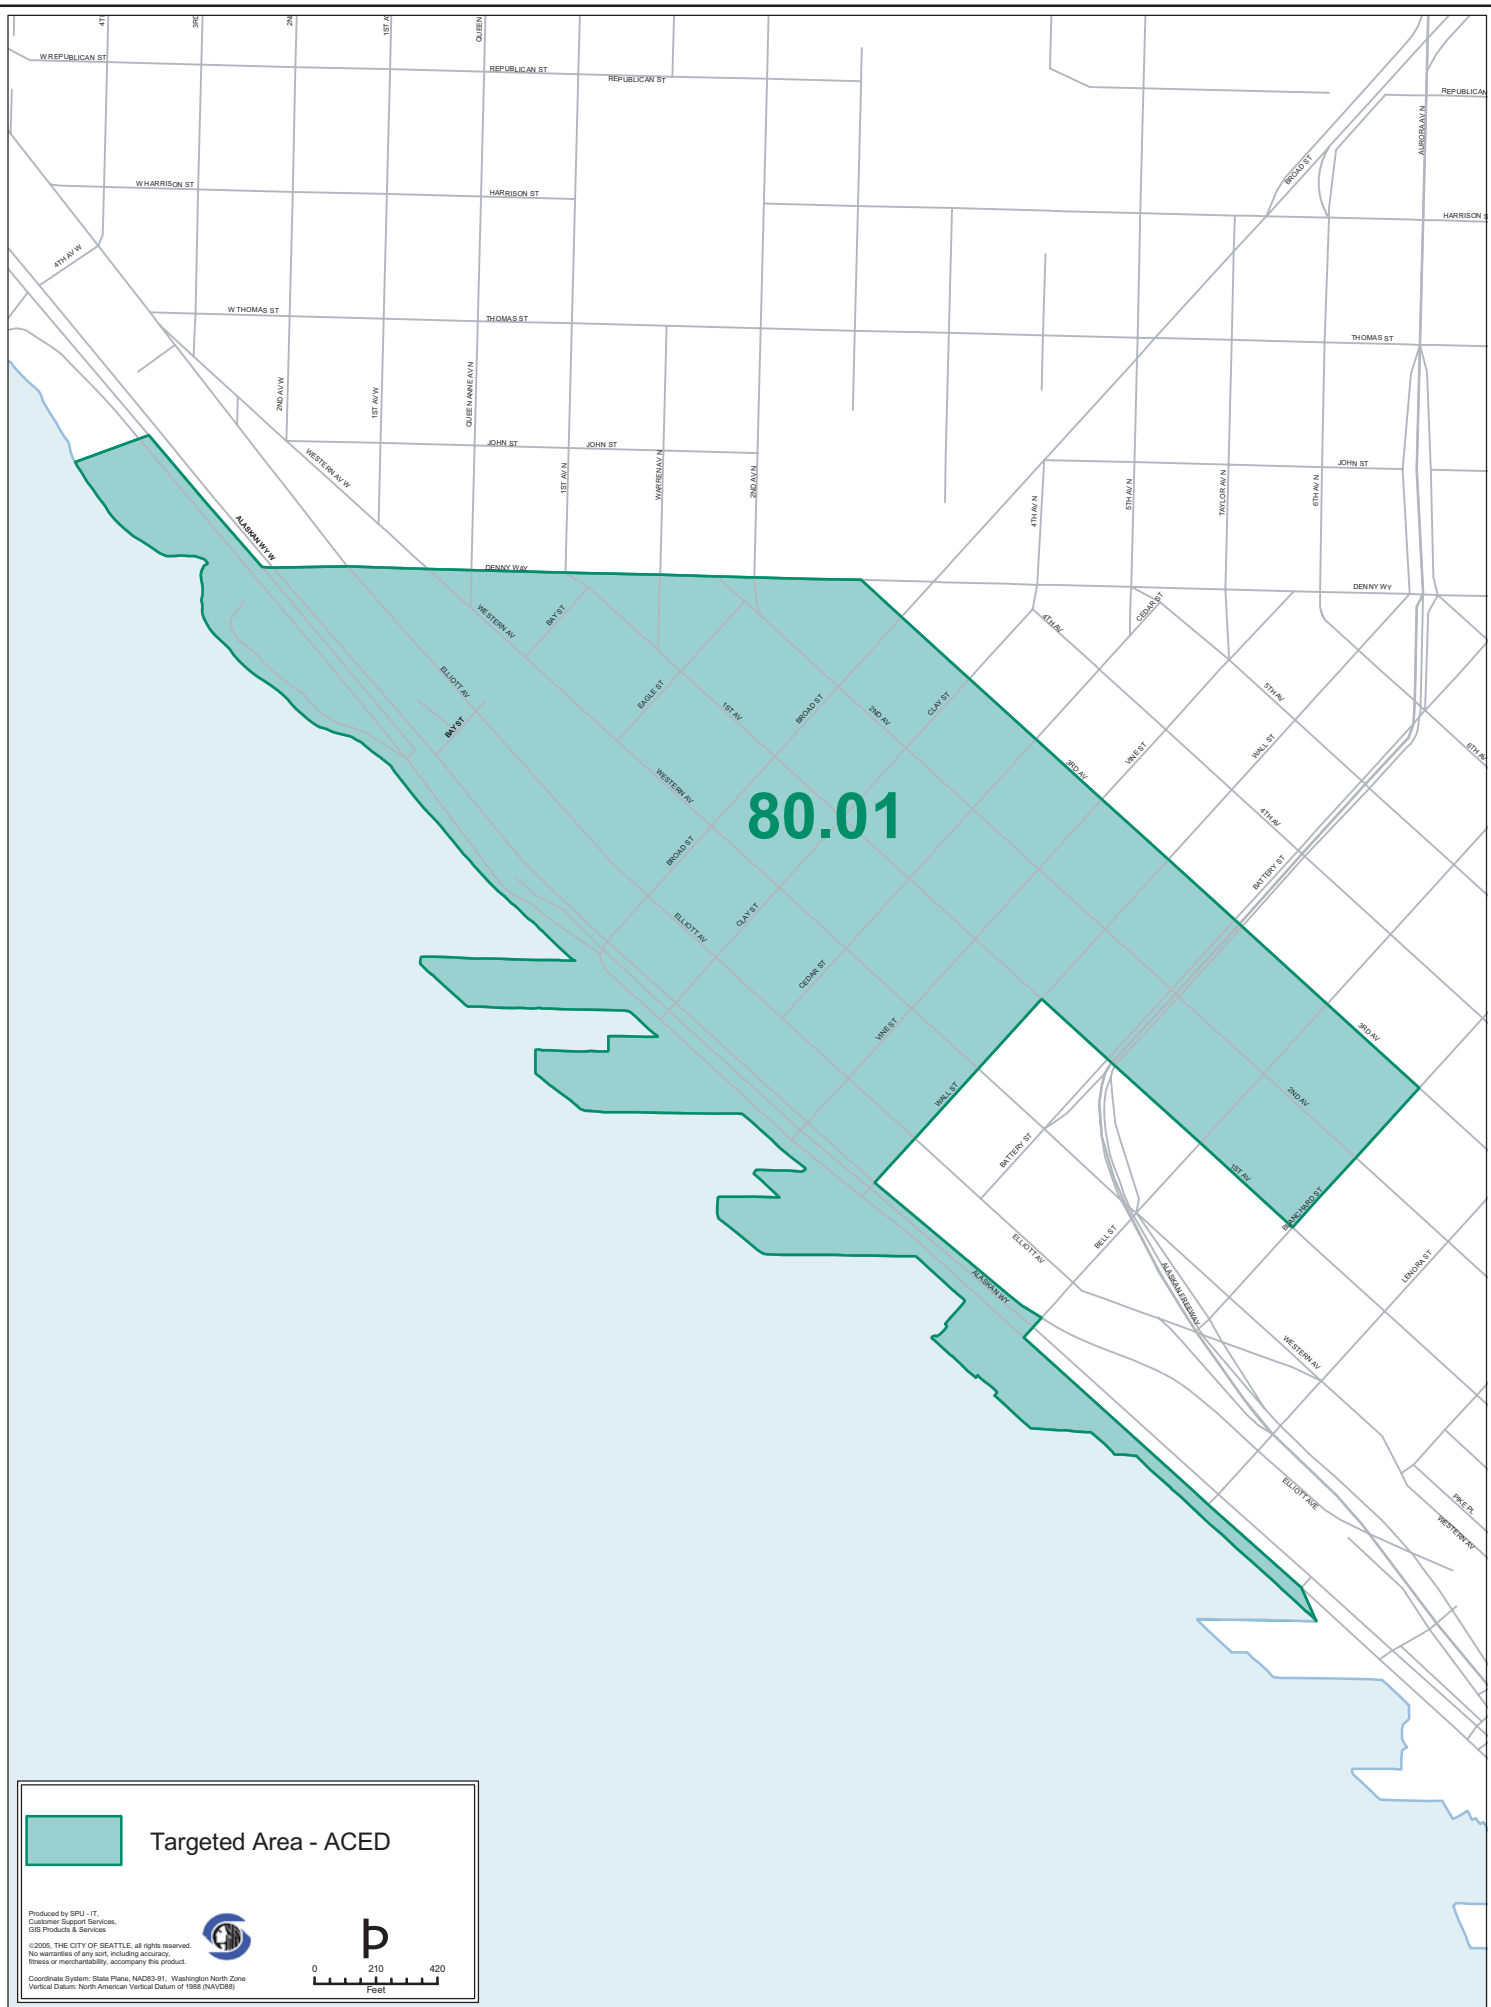 4T
3RD
2N
1ST A
QUEEN
W REPUBLICAN ST
REPUBLICAN ST
REPUBLICAN ST
REPUBLICAN
AURORA AV N
BROAD ST
W HARRISON ST
HARRISON ST
HARRISON S
4TH AV W
W THOMAS ST
THOMAS ST
THOMAS ST
2ND AV W
1ST AV W
QUEEN ANNE AV N
JOHN ST
JOHN ST
JOHN ST
WESTERN AV W
1ST AV N
WARREN AV N
2ND AV N
4TH AV N
5TH AV N
TAYLOR AV N
6TH AV N
ALASKAN WY W
DENNY WAY
DENNY WY
WESTERN AV
BAY ST
4TH AV
CEDAR ST
ELLIOTT AV
EAGLE ST
1ST AV
BROAD ST
2ND AV
CLAY ST
5TH AV
BAY ST
WALL ST
VINE ST
6TH AV
3RD AV
WESTERN AV
80.01
4TH AV
BROAD ST
BATTERY ST
CLAY ST
ELLIOTT AV
CEDAR ST
VINE ST
3RD AV
WALL ST
2ND AV
BATTERY ST
1ST AV
BLANCHARD ST
BELL ST
ELLIOTT AV
LENORA ST
ALASKAN WY
ALASKAN FREEWAY
WESTERN AV
ELLIOTT AVE
PIKE PL
WESTERN AV
Targeted Area - ACED
Produced by SPU - IT,
Customer Support Services,
GIS Products & Services
©2005, THE CITY OF SEATTLE, all rights reserved.
No warranties of any sort, including accuracy,
fitness or merchantability, accompany this product.
Coordinate System: State Plane, NAD83-91, Washington North Zone
Vertical Datum: North American Vertical Datum of 1988 (NAVD88)
Þ
0 210 420
Feet